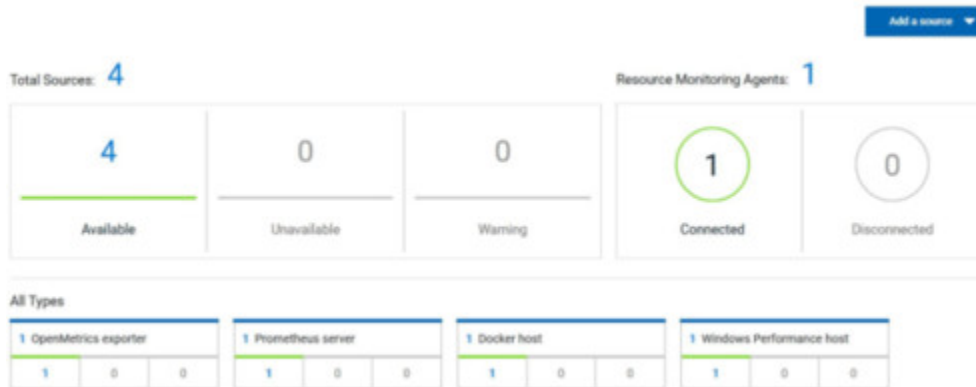 Add a source
Total Sources: 4
Resource Monitoring Agents: 1
4 0 0
1 0
Available Unavailable Warning
Connected Disconnected
All Types
1 OpenMetrics exporter
1 Prometheus server
1 Docker host
1 Windows Performance host
1 0 0
1 0 0
1 0 0
1 0 0